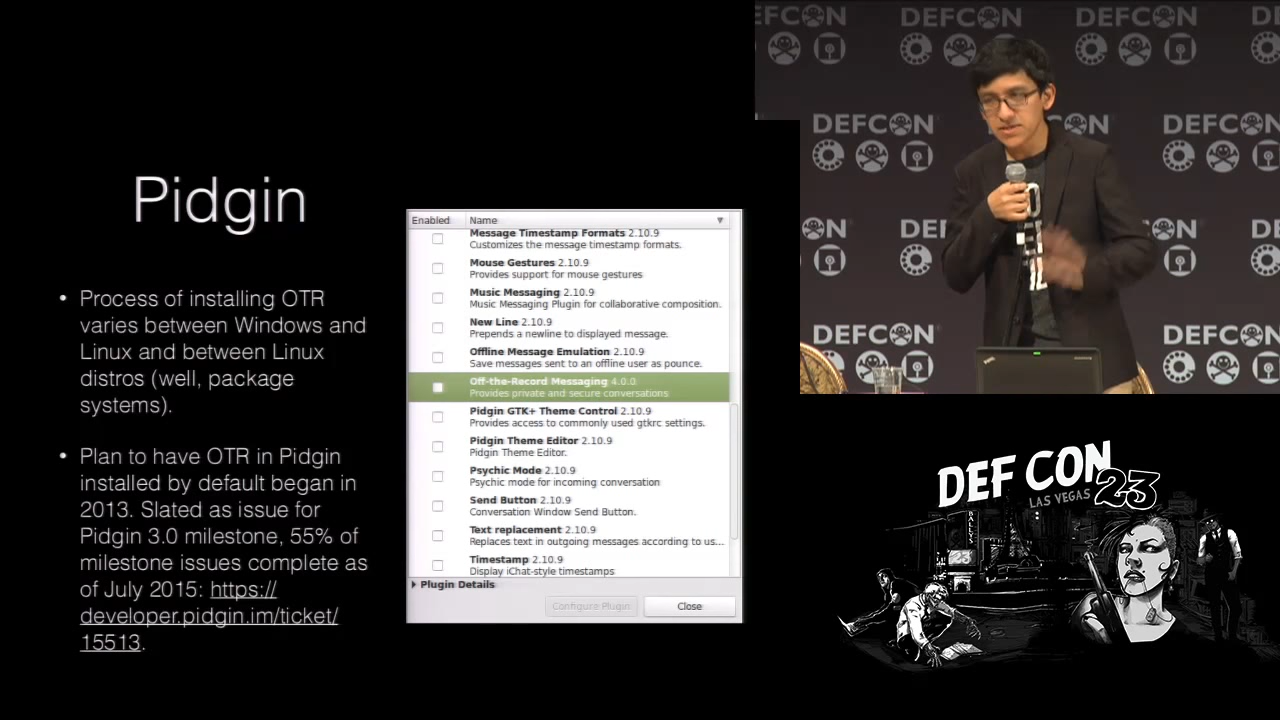 Pidgin
• Process of installing OTR
varies between Windows and
Linux and between Linux
distros (well, package
systems).
• Plan to have OTR in Pidgin
installed by default began in
2013. Slated as issue for
Pidgin 3.0 milestone, 55% of
milestone issues complete as
of July 2015: https://
developer.pidgin.im/ticket/
15513.
Enabled Name
Message Timestamp Formats 2.10.9
Customizes the message timestamp formats.
Mouse Gestures 2.10.9
Provides support for mouse gestures
Music Messaging 2.10.9
Music Messaging Plugin for collaborative composition.
New Line 2.10.9
Prepends a newline to displayed message.
Offline Message Emulation 2.10.9
Save messages sent to an offline user as pounce.
Off-the-Record Messaging 4.0.0
Provides private and secure conversations
Pidgin GTK+ Theme Control 2.10.9
Provides access to commonly used gtkrc settings.
Pidgin Theme Editor 2.10.9
Pidgin Theme Editor.
Psychic Mode 2.10.9
Psychic mode for incoming conversation
Send Button 2.10.9
Conversation Window Send Button.
Text replacement 2.10.9
Replaces text in outgoing messages according to us...
Timestamp 2.10.9
Display iChat-style timestamps
Plugin Details
Configure Plugin Close
DEFCON DEFCON DEFCON
DEFCON DEFCON
DEFCON
DEFCON
DEF CON
LAS VEGAS 23
BALLYS